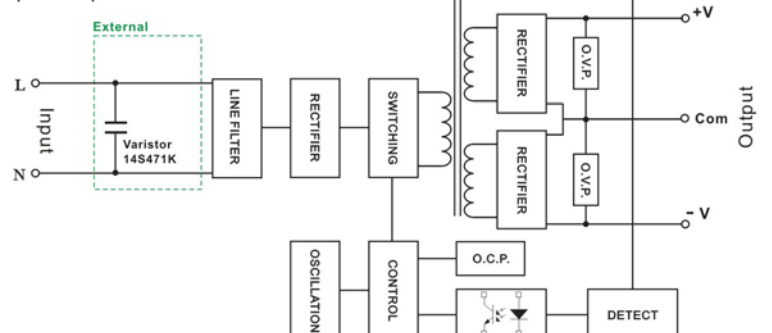 External
L
Input
N
Varistor
14S471K
LINE FILTER
RECTIFIER
SWITCHING
RECTIFIER
RECTIFIER
O.V.P.
O.V.P.
+V
Com
- V
Output
OSCILLATION
CONTROL
O.C.P.
DETECT